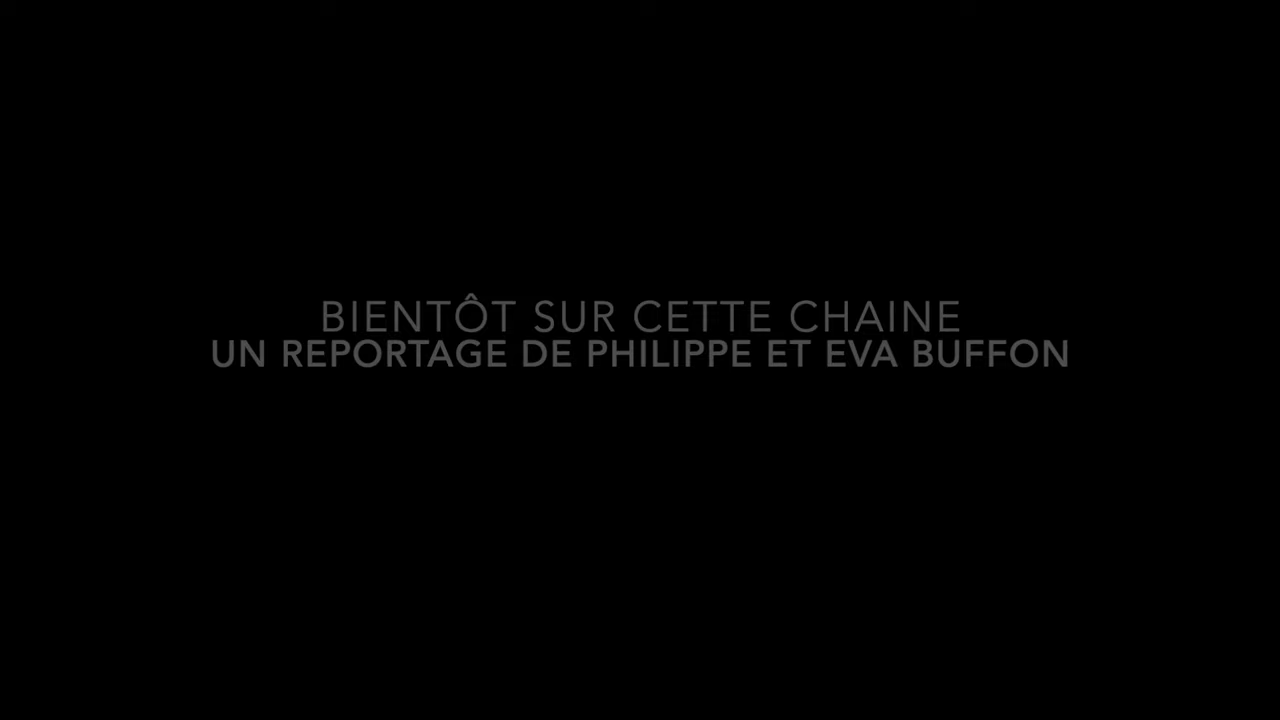 BIENTÔT SUR CETTE CHAINE
UN REPORTAGE DE PHILIPPE ET EVA BUFFON